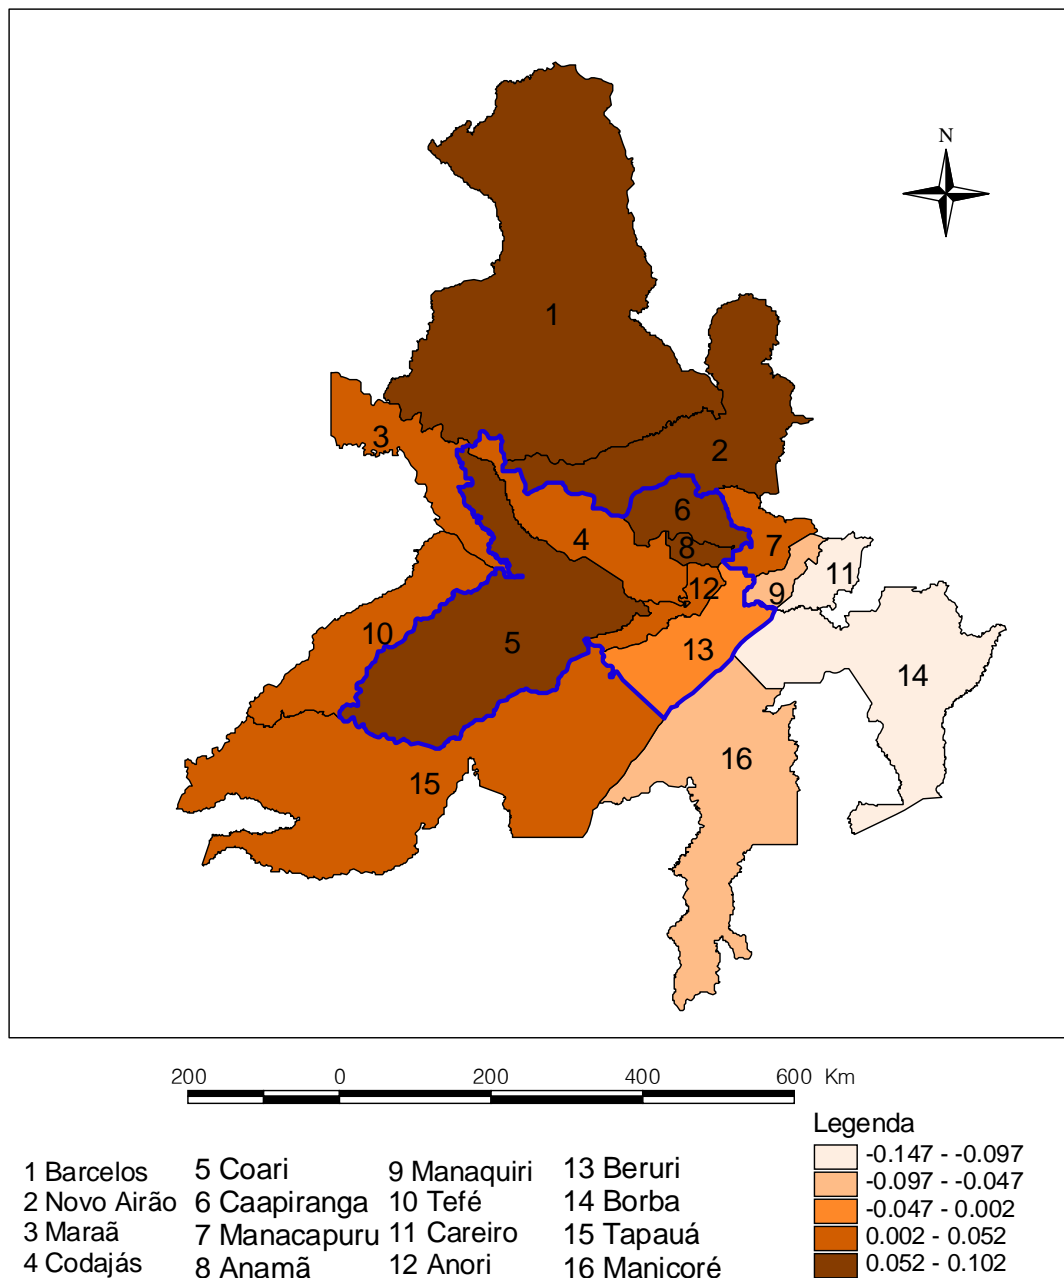 N
1
2
3
6
4
8
7
11
12
9
10
5
13
14
16
15
200 0 200 400 600 Km
Legenda
-0.147 - -0.097
-0.097 - -0.047
-0.047 - 0.002
0.002 - 0.052
0.052 - 0.102
1 Barcelos
2 Novo Airão
3 Maraã
4 Codajás
5 Coari
6 Caapiranga
7 Manacapuru
8 Anamã
9 Manaquiri
10 Tefé
11 Careiro
12 Anori
13 Beruri
14 Borba
15 Tapauá
16 Manicoré